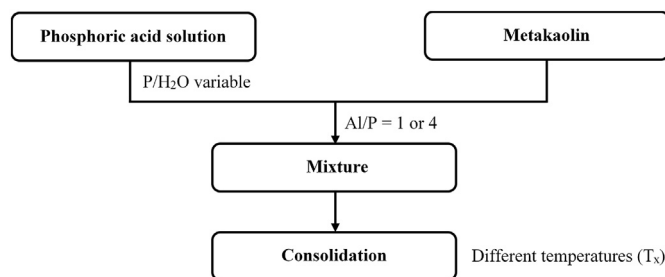 Phosphoric acid solution
Metakaolin
P/H₂O variable
Al/P = 1 or 4
Mixture
Consolidation
Different temperatures (Tₓ)